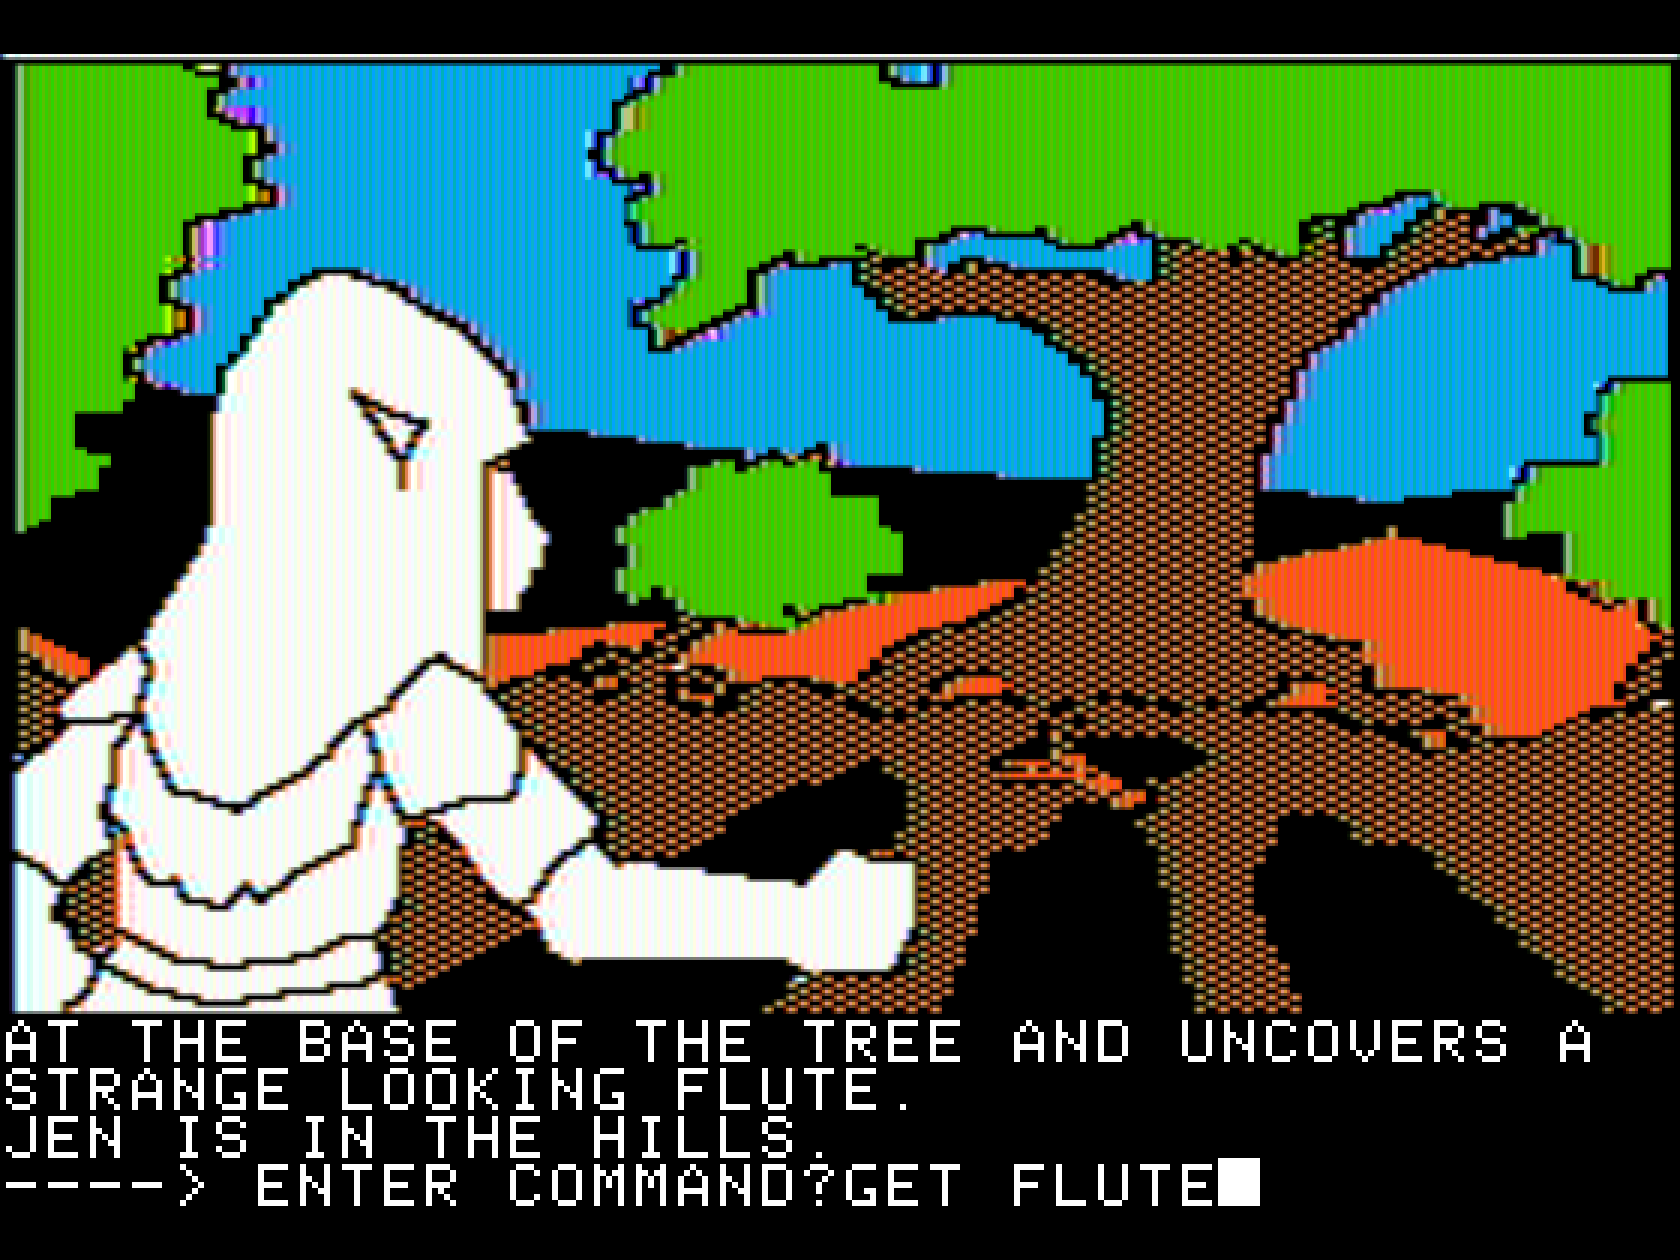 AT THE BASE OF THE TREE AND UNCOVERS A
STRANGE LOOKING FLUTE.
JEN IS IN THE HILLS.
----> ENTER COMMAND?GET FLUTE